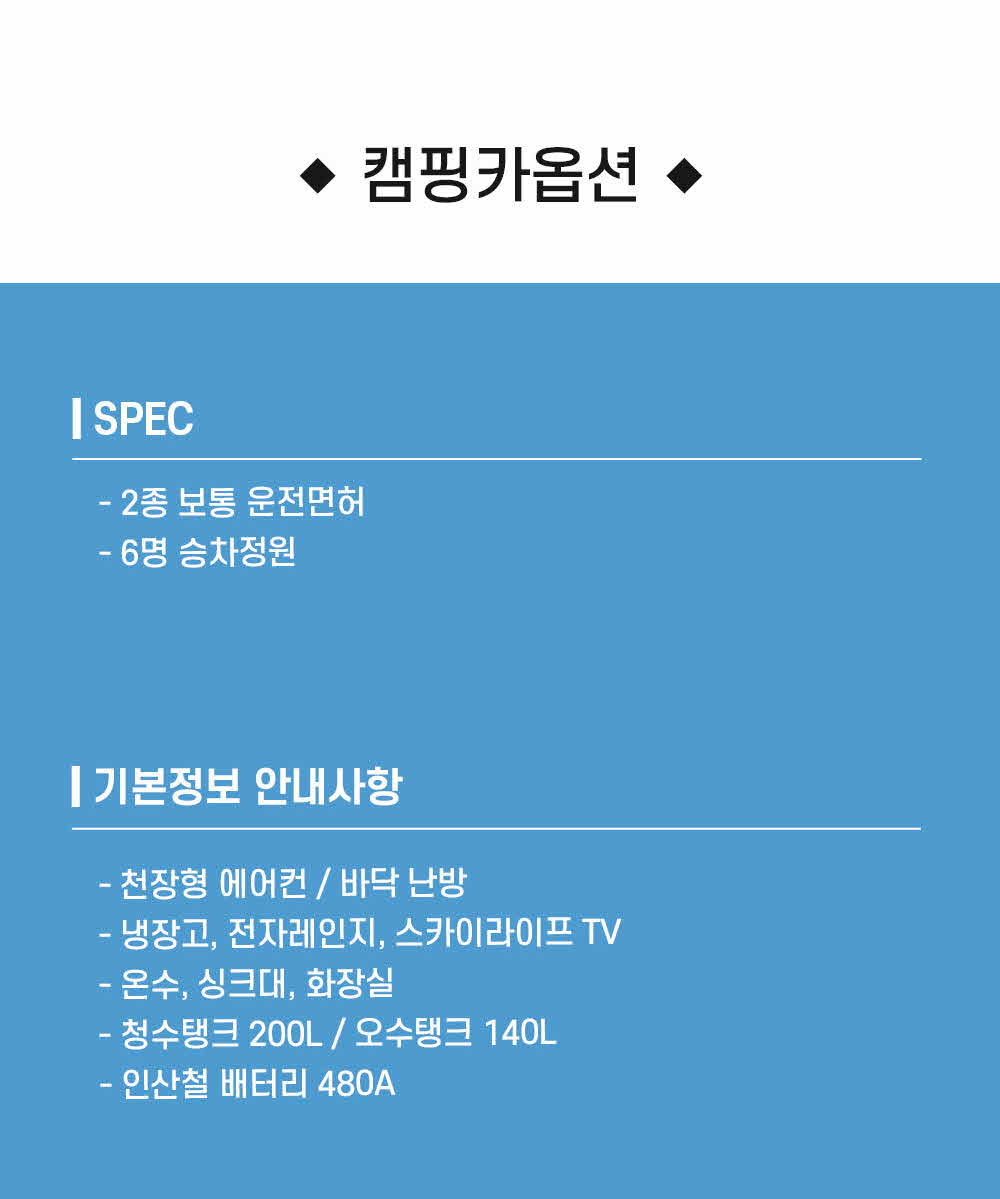 ◆ 캠핑카옵션 ◆
SPEC
- 2종 보통 운전면허
- 6명 승차정원
기본정보 안내사항
- 천장형 에어컨 / 바닥 난방
- 냉장고, 전자레인지, 스카이라이프 TV
- 온수, 싱크대, 화장실
- 청수탱크 200L / 오수탱크 140L
- 인산철 배터리 480A